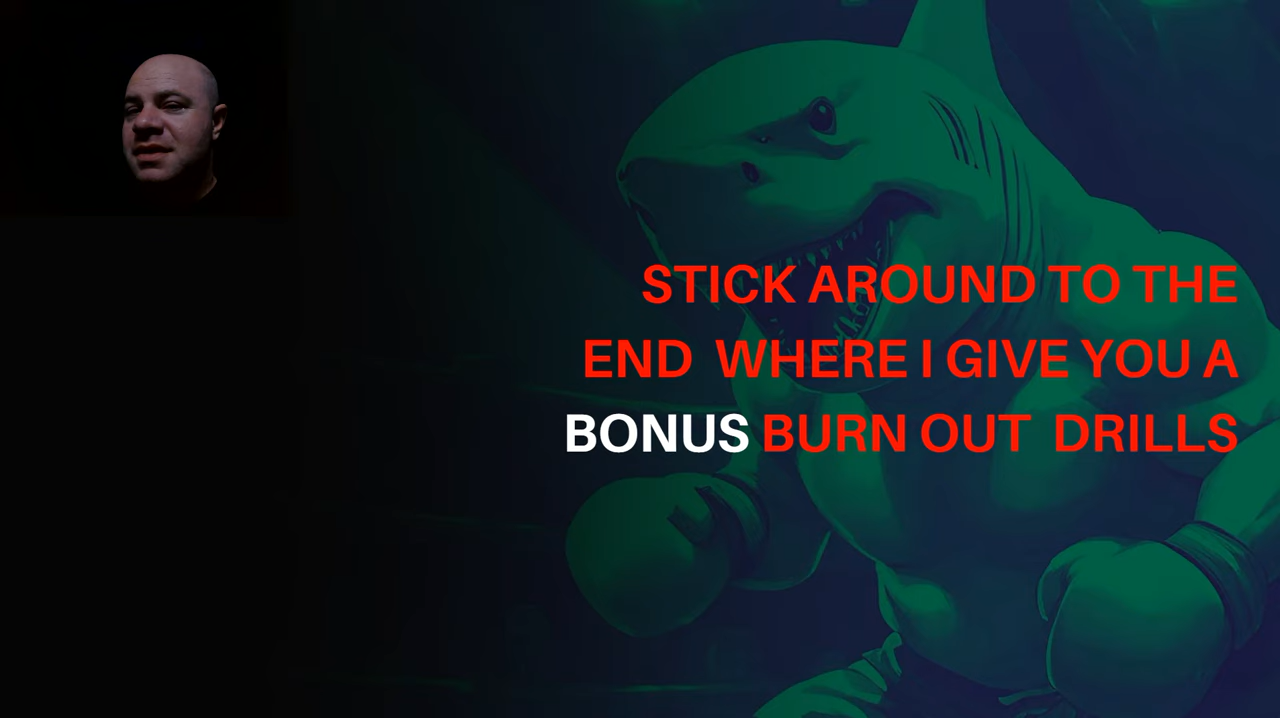 STICK AROUND TO THE
END WHERE I GIVE YOU A
BONUS BURN OUT DRILLS